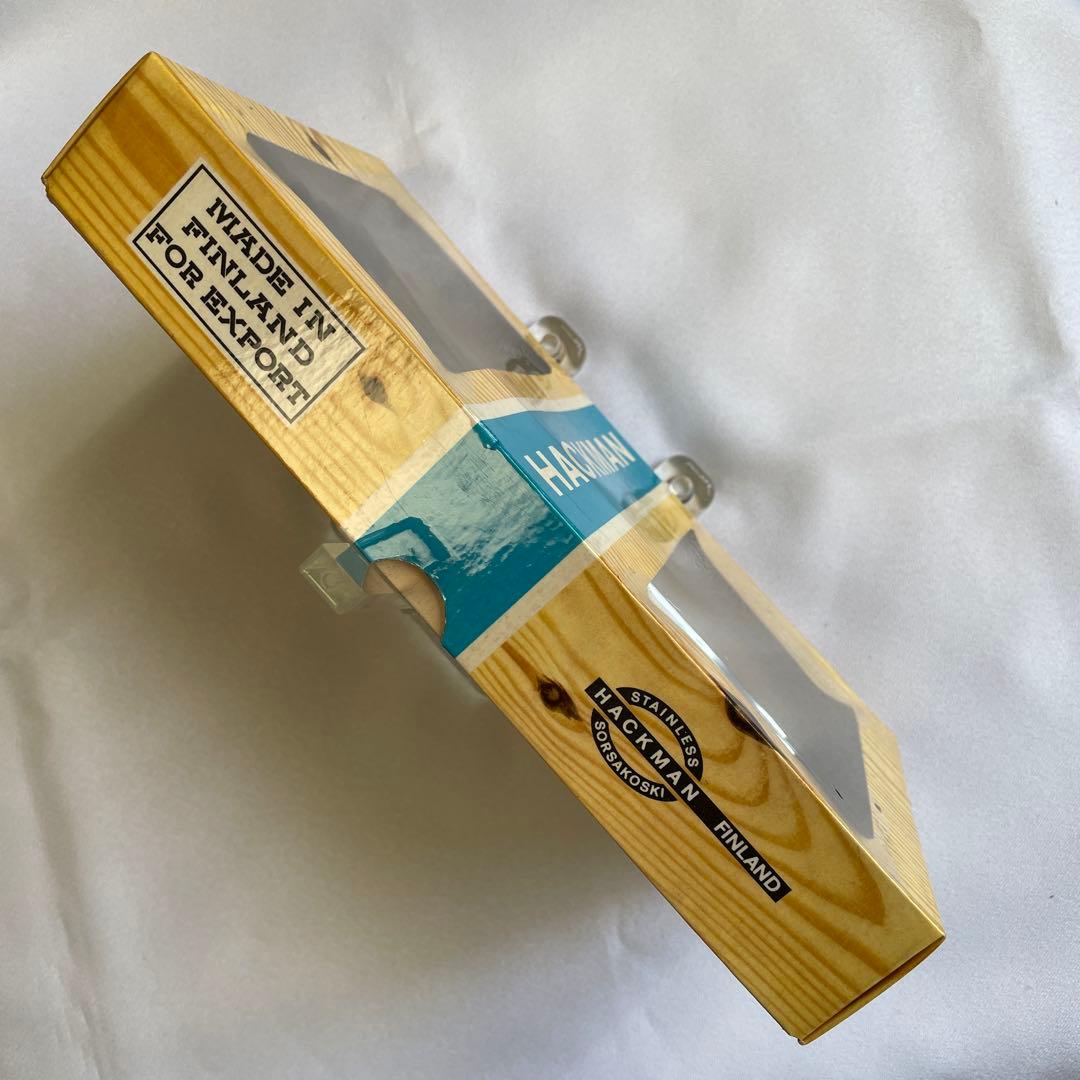 MADE IN
FINLAND
FOR EXPORT
HACKMAN
STAINLESS
HACKMAN FINLAND
SORSAKOSKI